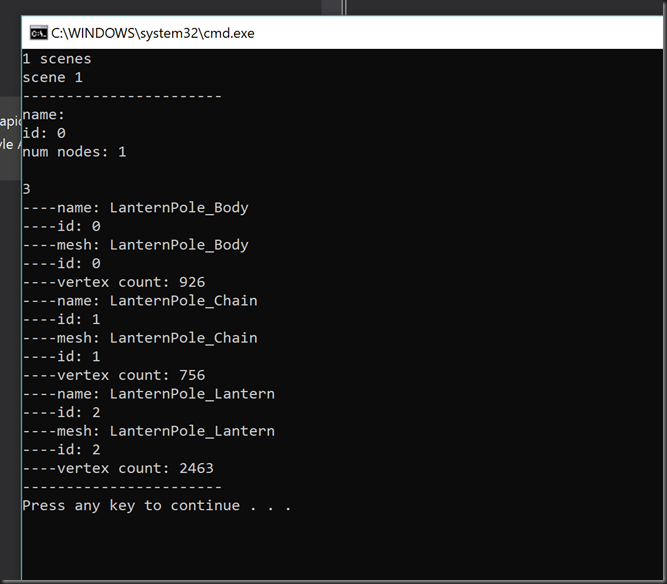 C:\WINDOWS\system32\cmd.exe
1 scenes
scene 1
-----------------------
name:
id: 0
num nodes: 1
3
----name: LanternPole_Body
----id: 0
----mesh: LanternPole_Body
----id: 0
----vertex count: 926
----name: LanternPole_Chain
----id: 1
----mesh: LanternPole_Chain
----id: 1
----vertex count: 756
----name: LanternPole_Lantern
----id: 2
----mesh: LanternPole_Lantern
----id: 2
----vertex count: 2463
-----------------------
Press any key to continue . . .